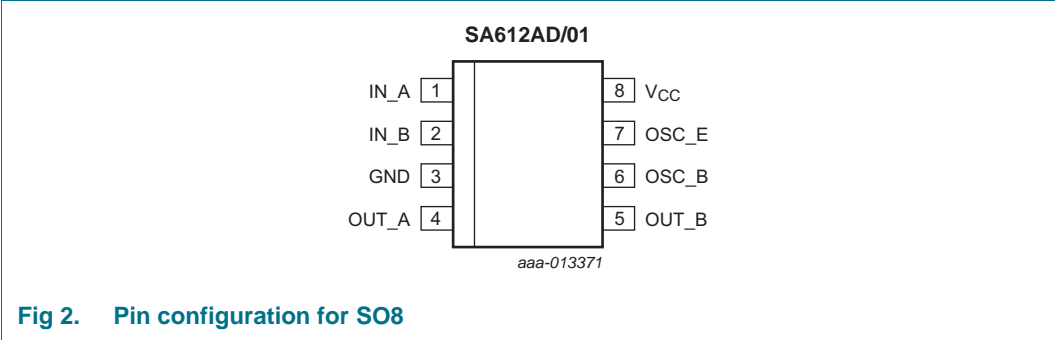 SA612AD/01
IN_A 1 8 VCC
IN_B 2 7 OSC_E
GND 3 6 OSC_B
OUT_A 4 5 OUT_B
aaa-013371
Fig 2. Pin configuration for SO8